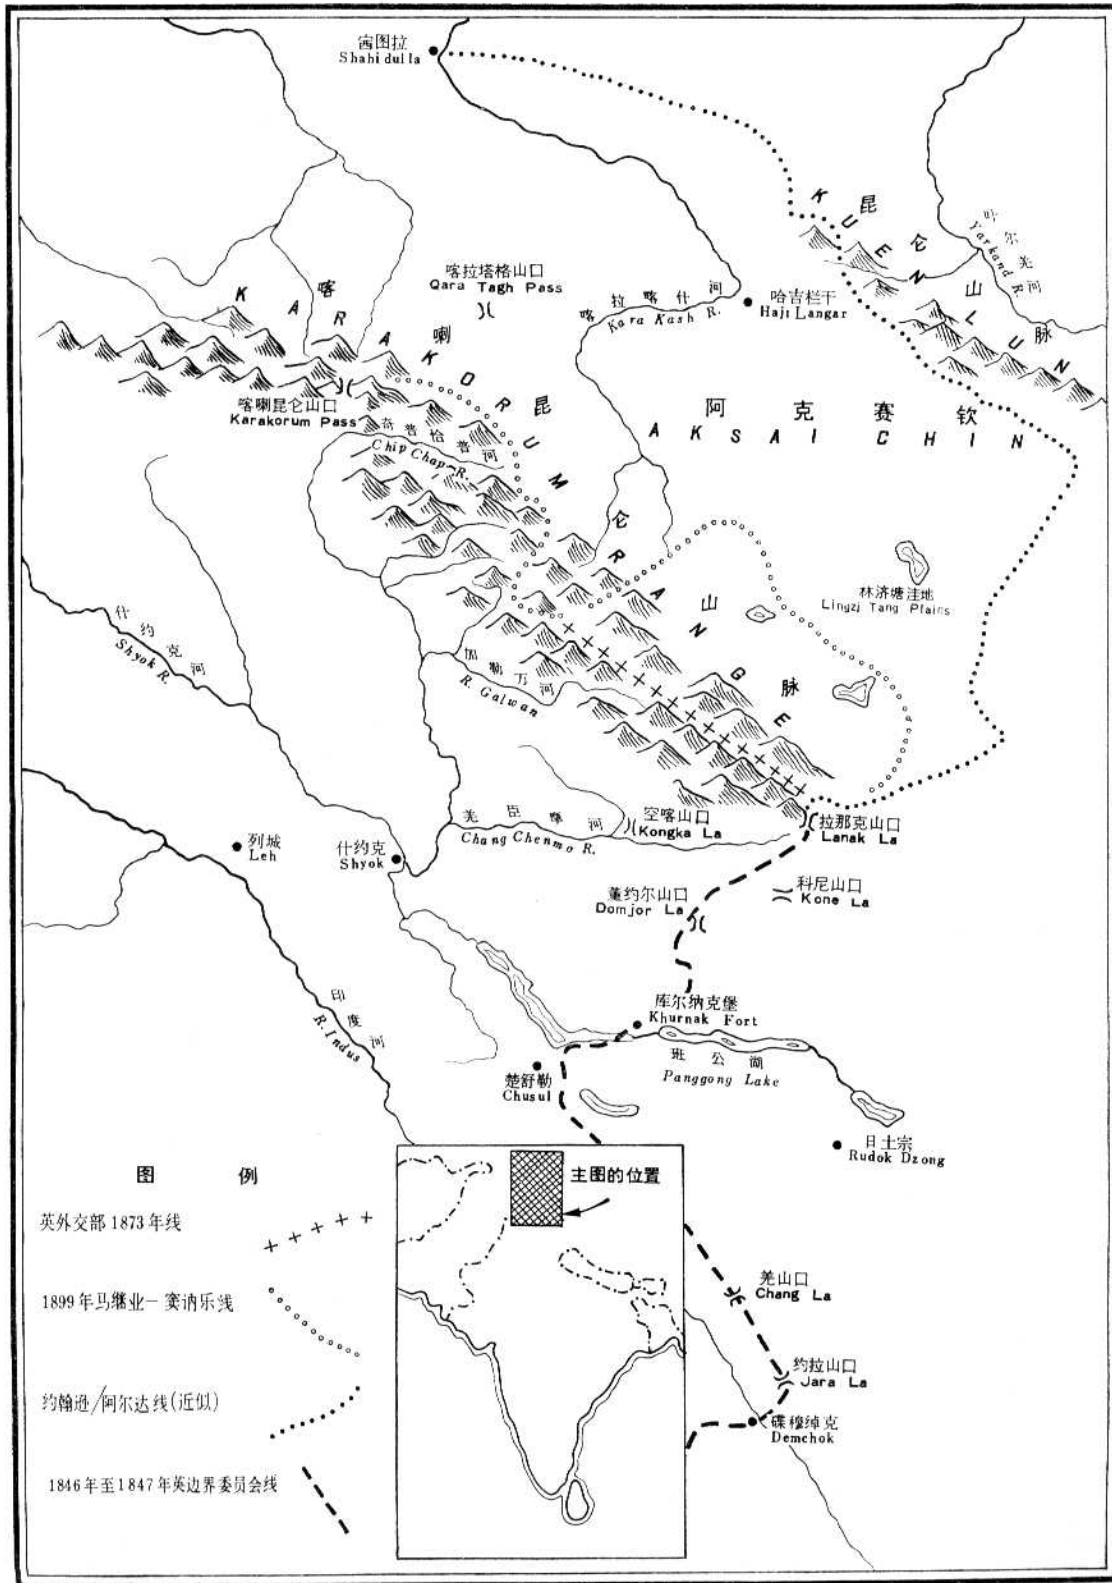 赛图拉
Shahidulla
昆仑山脉
KUEN LUN
叶尔羌河
Yarkand R.
喀喇昆仑山脉
KARAKORUM RANGE
喀拉塔格山口
Qara Tagh Pass
喀拉喀什河
Kara Kash R.
哈吉栏干
Haji Langar
喀喇昆仑山口
Karakorum Pass
奇普恰普河
Chip Chap R.
阿克赛钦
AKSAI CHIN
林济塘洼地
Lingzi Tang Plains
什约克河
Shyok R.
加勒万河
R. Galwan
羌臣摩河
Chang Chenmo R.
空喀山口
Kongka La
拉那克山口
Lanak La
列城
Leh
什约克
Shyok
董约尔山口
Domjor La
科尼山口
Kone La
印度河
R. Indus
库尔纳克堡
Khurnak Fort
班公湖
Panggong Lake
楚舒勒
Chusul
日土宗
Rudok Dzong
图例
主图的位置
英外交部1873年线
1899年马继业－窦讷乐线
约翰逊/阿尔达线(近似)
1846年至1847年英边界委员会线
羌山口
Chang La
约拉山口
Jara La
碟穆绰克
Demchok